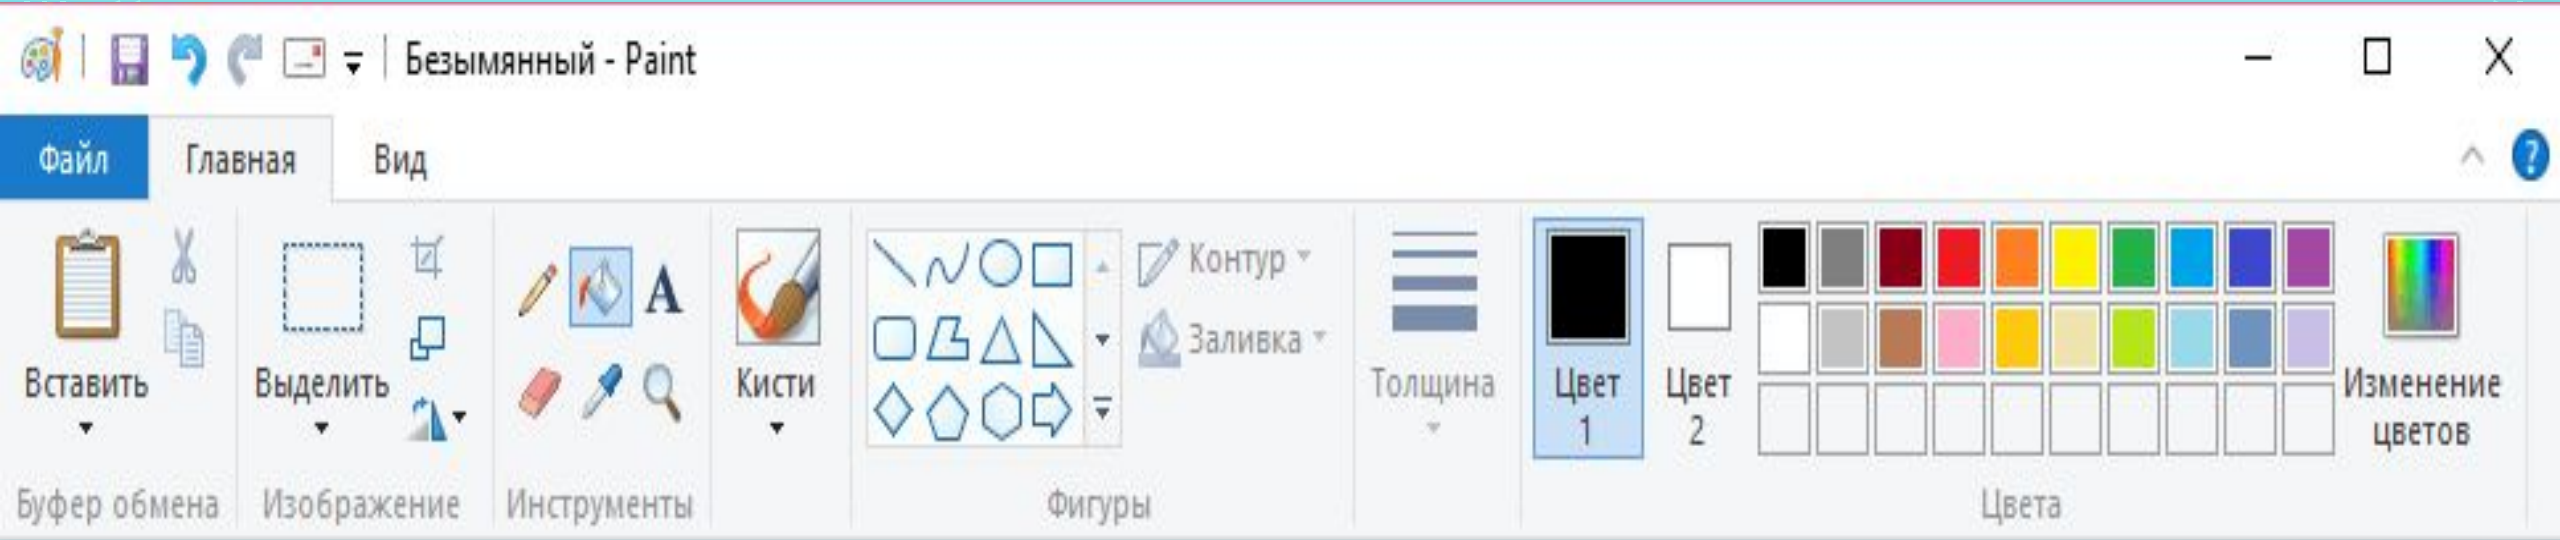 Безымянный - Paint
Файл Главная Вид
?
Вставить
Буфер обмена
Выделить
Изображение
A
Инструменты
Кисти
Контур
Заливка
Фигуры
Толщина
Цвет
1
Цвет
2
Изменение
цветов
Цвета